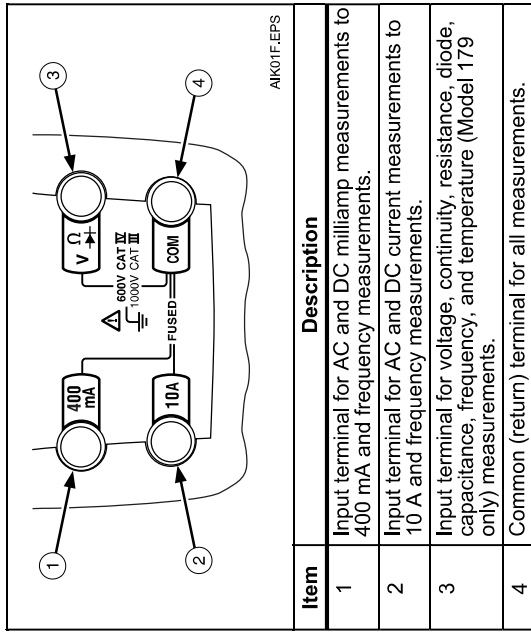 1
3
400
mA
V Ω
600V CAT IV
1000V CAT III
FUSED
10A
COM
2
4
AIK01F.EPS
Item Description
1 Input terminal for AC and DC milliamp measurements to
400 mA and frequency measurements.
2 Input terminal for AC and DC current measurements to
10 A and frequency measurements.
3 Input terminal for voltage, continuity, resistance, diode,
capacitance, frequency, and temperature (Model 179
only) measurements.
4 Common (return) terminal for all measurements.